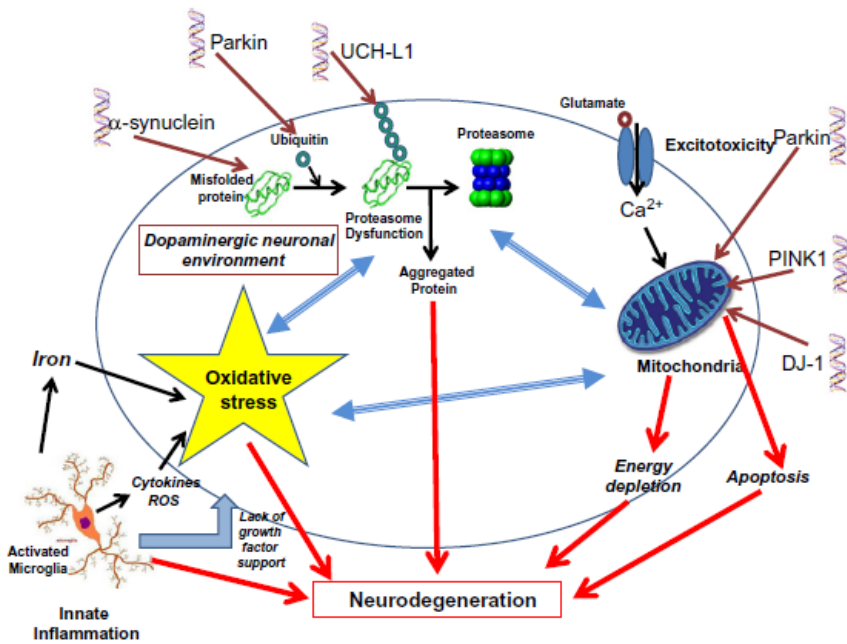 Parkin
UCH-L1
α-synuclein
Ubiquitin
Misfolded
protein
Proteasome
Dysfunction
Proteasome
Glutamate
Excitotoxicity
Ca2+
Parkin
PINK1
DJ-1
Dopaminergic neuronal
environment
Aggregated
Protein
Iron
Oxidative
stress
Mitochondria
Cytokines
ROS
Lack of
growth
factor
support
Energy
depletion
Apoptosis
microglia
Activated
Microglia
Neurodegeneration
Innate
Inflammation